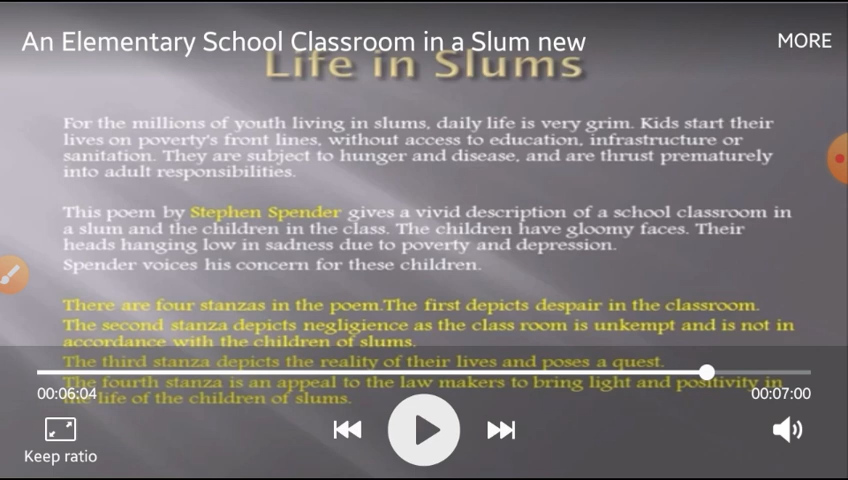 An Elementary School Classroom in a Slum new
MORE
Life in Slums
For the millions of youth living in slums, daily life is very grim. Kids start their
lives on poverty's front lines, without access to education, infrastructure or
sanitation. They are subject to hunger and disease, and are thrust prematurely
into adult responsibilities.
This poem by Stephen Spender gives a vivid description of a school classroom in
a slum and the children in the class. The children have gloomy faces. Their
heads hanging low in sadness due to poverty and depression.
Spender voices his concern for these children.
There are four stanzas in the poem.The first depicts despair in the classroom.
The second stanza depicts negligience as the class room is unkempt and is not in
accordance with the children of slums.
The third stanza depicts the reality of their lives and poses a quest.
The fourth stanza is an appeal to the law makers to bring light and positivity in
the life of the children of slums.
00:06:04
00:07:00
Keep ratio